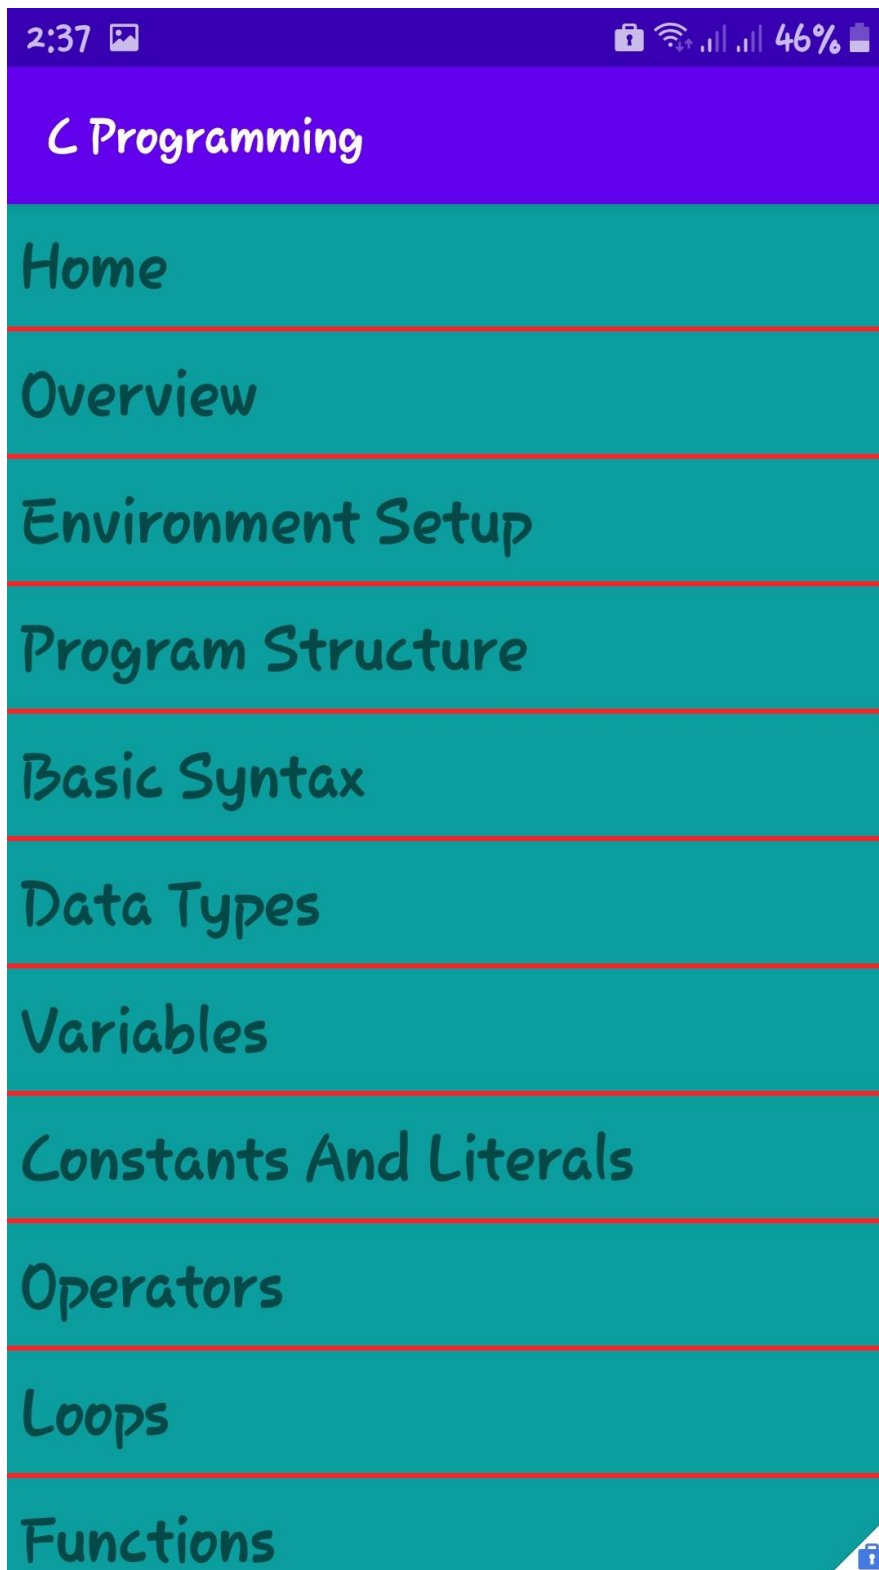 2:37 46%
C Programming
Home
Overview
Environment Setup
Program Structure
Basic Syntax
Data Types
Variables
Constants And Literals
Operators
Loops
Functions